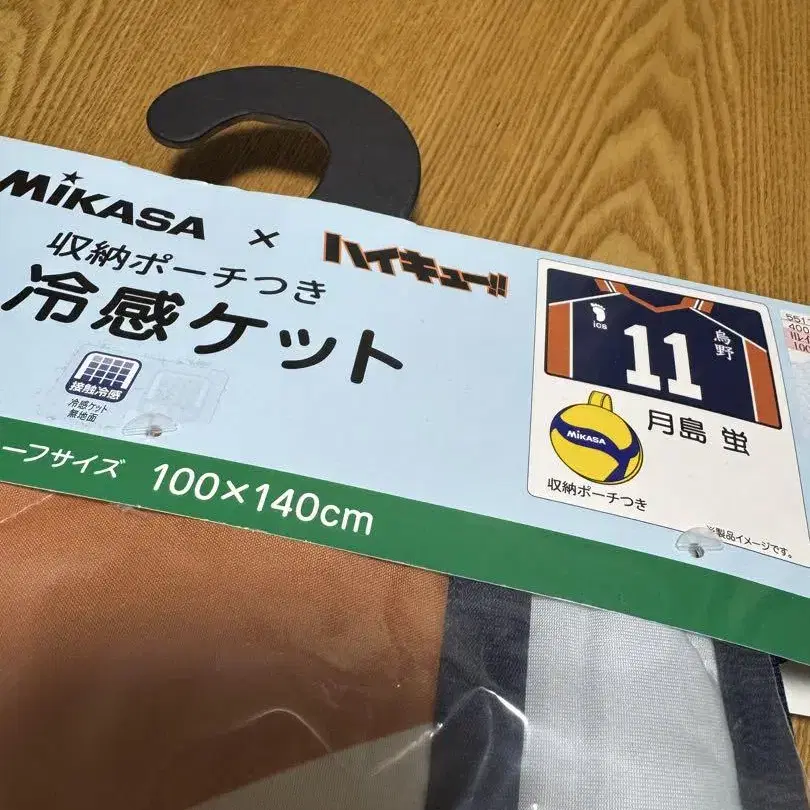 MIKASA × ハイキュー!!
収納ポーチつき
冷感ケット
接触冷感
冷感ケット
無地面
ーフサイズ 100×140cm
ics
烏野
11
月島 蛍
MIKASA
収納ポーチつき
※製品イメージです。